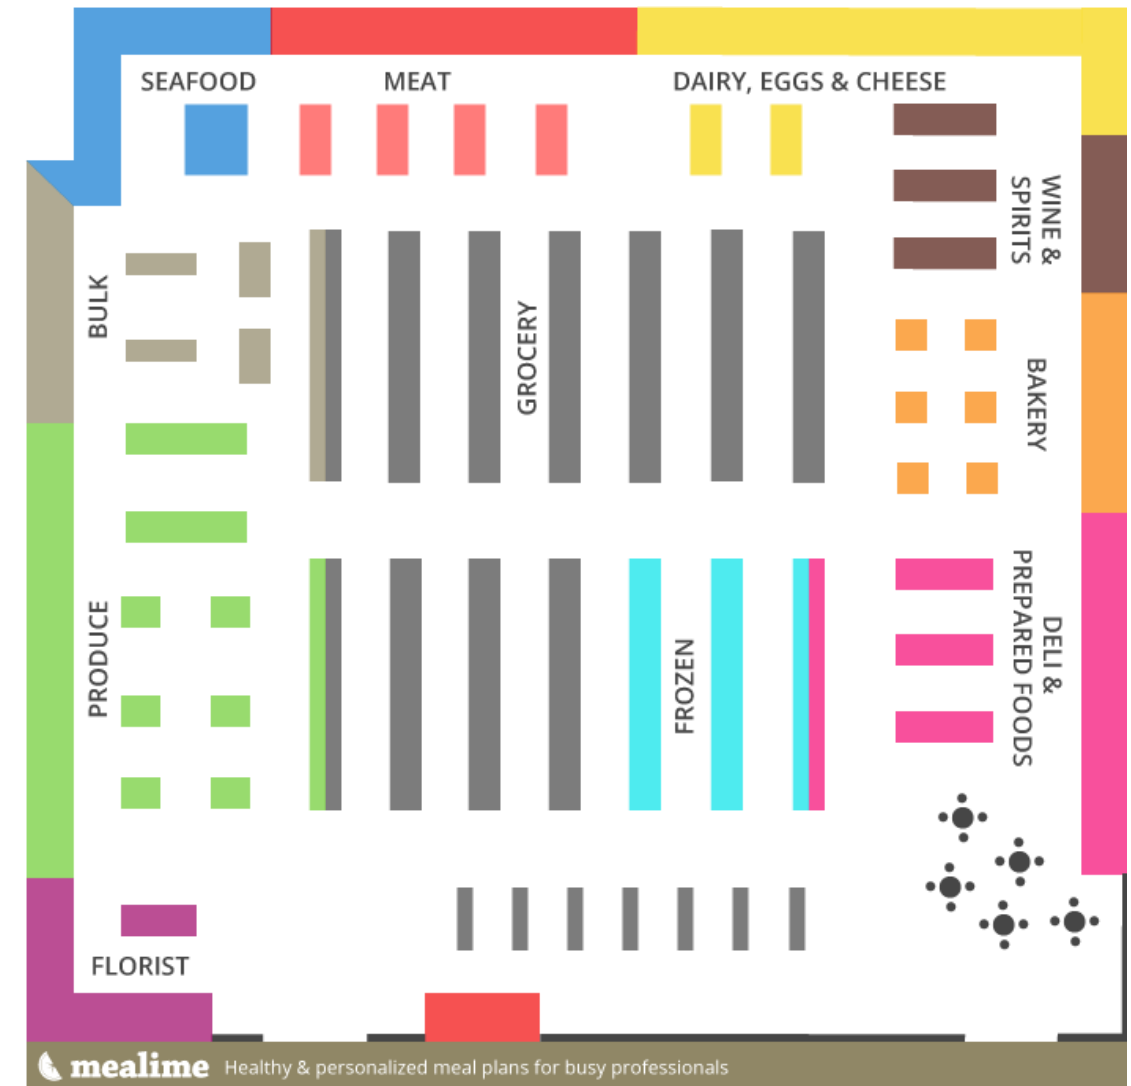 SEAFOOD
MEAT
DAIRY, EGGS & CHEESE
WINE &
SPIRITS
BULK
GROCERY
BAKERY
PRODUCE
FROZEN
DELI &
PREPARED FOODS
FLORIST
mealime Healthy & personalized meal plans for busy professionals